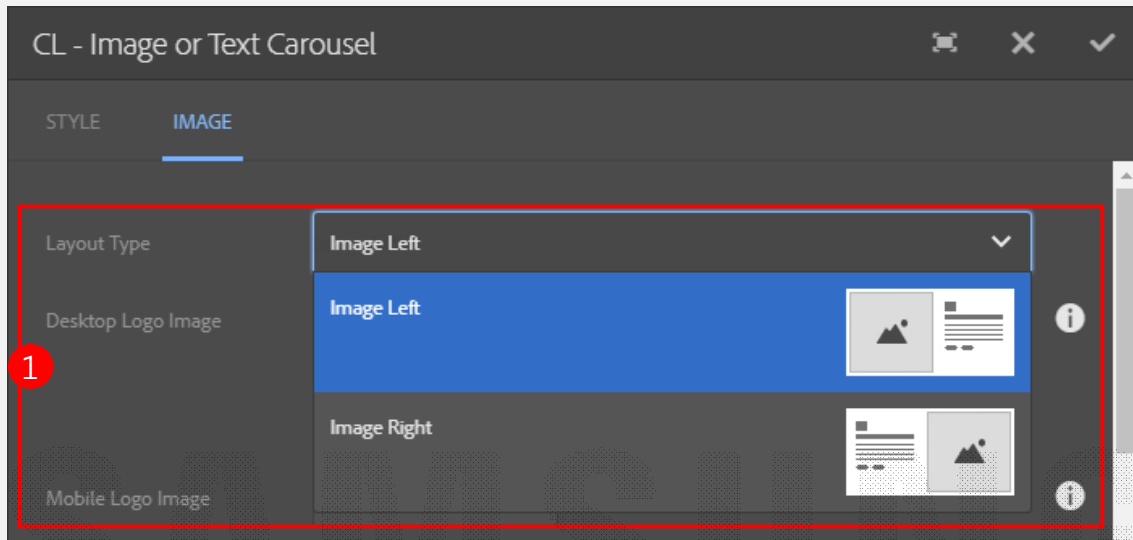 CL - Image or Text Carousel
STYLE IMAGE
Layout Type Image Left
Desktop Logo Image Image Left
1
Image Right
Mobile Logo Image